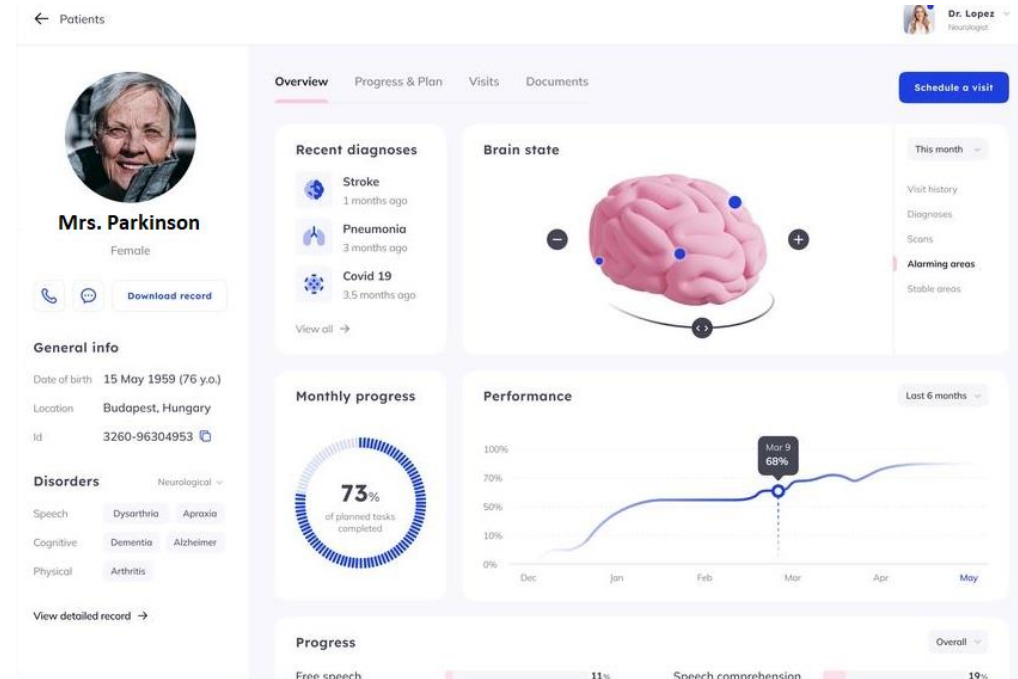 Patients
Dr. Lopez
Neurologist
Mrs. Parkinson
Female
Download record
General info
Date of birth 15 May 1959 (76 y.o.)
Location Budapest, Hungary
Id 3260-96304953
Disorders Neurological
Speech Dysarthria Apraxia
Cognitive Dementia Alzheimer
Physical Arthritis
View detailed record
Overview Progress & Plan Visits Documents
Schedule a visit
Recent diagnoses
Stroke
1 months ago
Pneumonia
3 months ago
Covid 19
3,5 months ago
View all
Brain state
This month
Visit history
Diagnoses
Scans
Alarming areas
Stable areas
Monthly progress
73%
of planned tasks
completed
Performance
Last 6 months
100%
70%
50%
10%
0%
Mar 9
68%
Dec Jan Feb Mar Apr May
Progress
Overall
Free speech 11%
Speech comprehension 19%